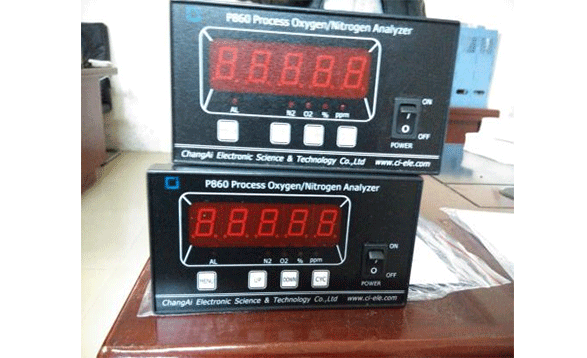 P860 Process Oxygen/Nitrogen Analyzer
8.8.8.8.8
AL N2 O2 % ppm
ON
OFF
POWER
ChangAi Electronic Science & Technology Co.,Ltd www.ci-ele.com
P860 Process Oxygen/Nitrogen Analyzer
8.8.8.8.8
AL N2 O2 % ppm
ON
MENU UP DOWN CYC
OFF
POWER
ChangAi Electronic Science & Technology Co.,Ltd www.ci-ele.com